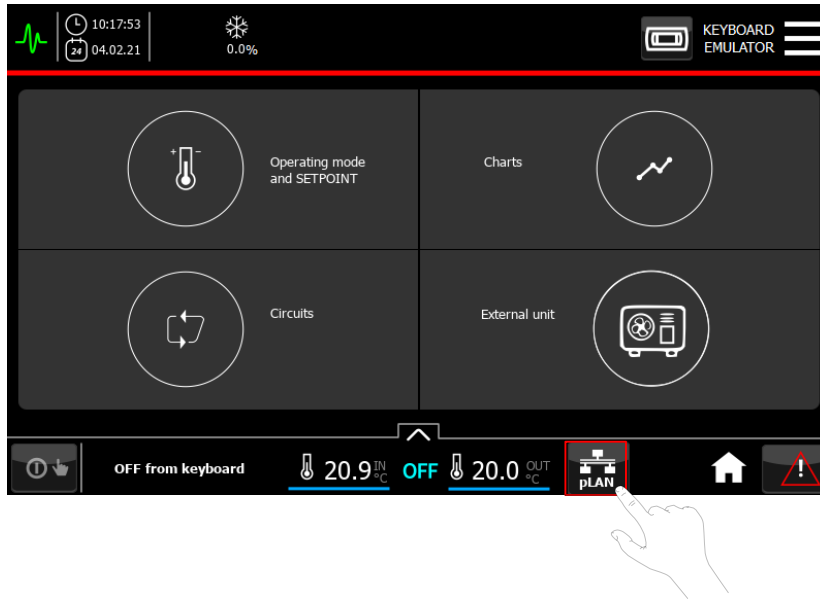 10:17:53
24 04.02.21
0.0%
KEYBOARD
EMULATOR
+ -
Operating mode
and SETPOINT
Charts
Circuits
External unit
OFF from keyboard
20.9 IN °C OFF 20.0 OUT °C
pLAN
!